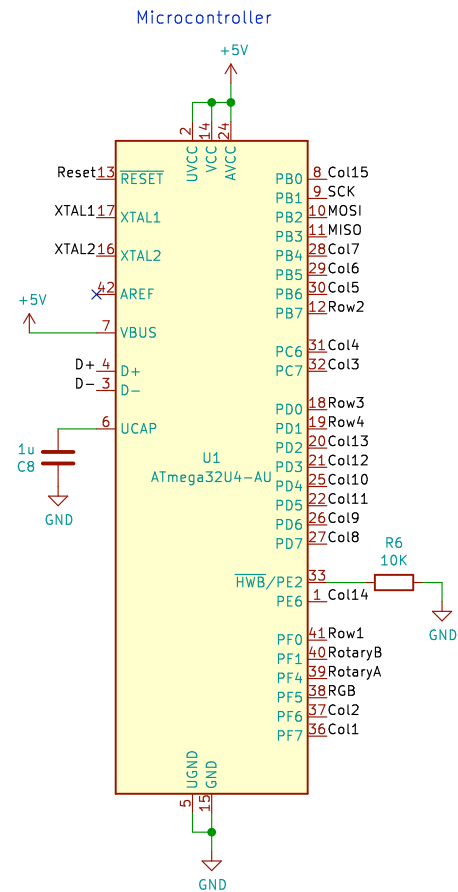 Microcontroller
+5V
2
14
24
UVCC
VCC
AVCC
Reset 13 RESET
XTAL1 17 XTAL1
XTAL2 16 XTAL2
42 AREF
+5V
7 VBUS
D+ 4 D+
D- 3 D-
6 UCAP
1u
C8
GND
U1
ATmega32U4-AU
PB0 8 Col15
PB1 9 SCK
PB2 10 MOSI
PB3 11 MISO
PB4 28 Col7
PB5 29 Col6
PB6 30 Col5
PB7 12 Row2
PC6 31 Col4
PC7 32 Col3
PD0 18 Row3
PD1 19 Row4
PD2 20 Col13
PD3 21 Col12
PD4 25 Col10
PD5 22 Col11
PD6 26 Col9
PD7 27 Col8
HWB/PE2 33
R6
10K
GND
PE6 1 Col14
PF0 41 Row1
PF1 40 RotaryB
PF4 39 RotaryA
PF5 38 RGB
PF6 37 Col2
PF7 36 Col1
UGND
GND
5
15
GND